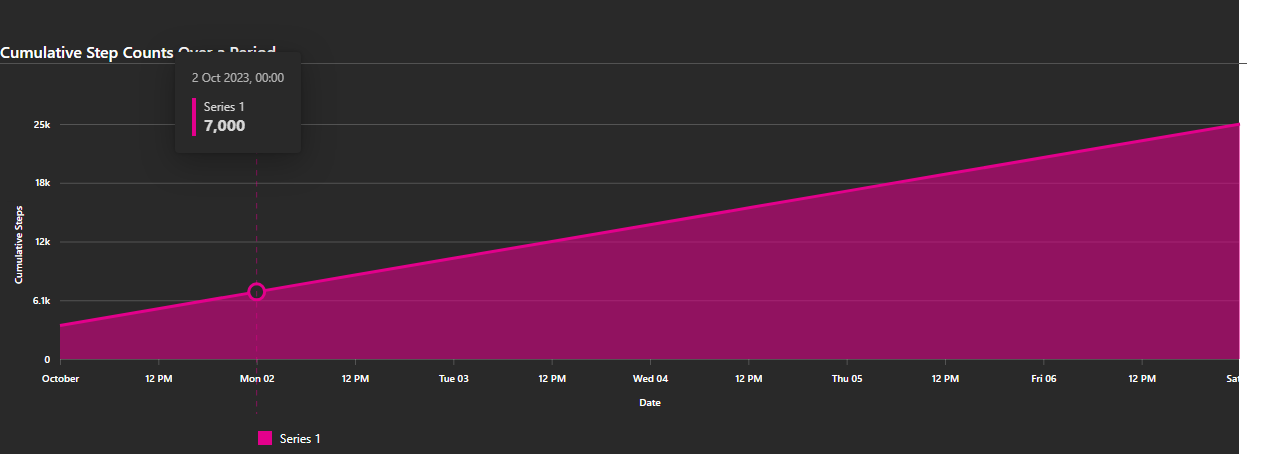 Cumulative Step Counts Over a Period
2 Oct 2023, 00:00
Series 1
7,000
25k
18k
12k
6.1k
0
Cumulative Steps
October 12 PM Mon 02 12 PM Tue 03 12 PM Wed 04 12 PM Thu 05 12 PM Fri 06 12 PM Sat
Date
Series 1